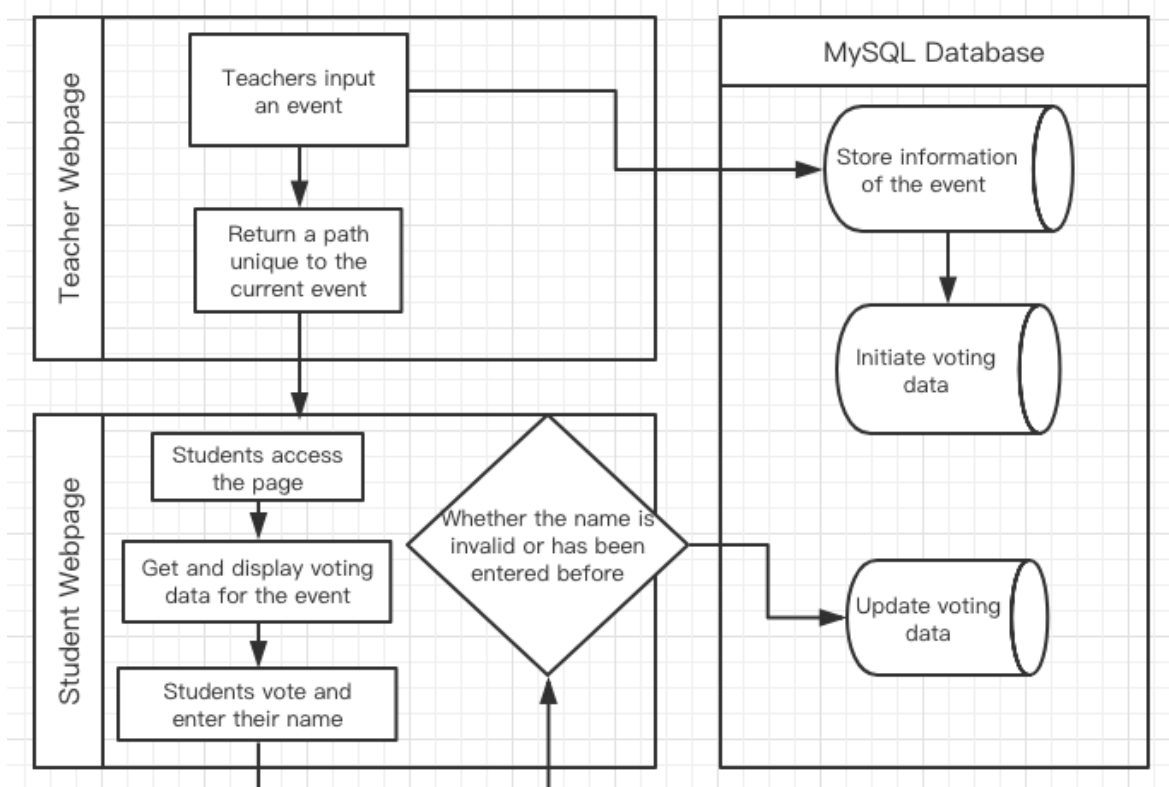 Teacher Webpage
Teachers input
an event
Return a path
unique to the
current event
MySQL Database
Store information
of the event
Initiate voting
data
Student Webpage
Students access
the page
Get and display voting
data for the event
Students vote and
enter their name
Whether the name is
invalid or has been
entered before
Update voting
data